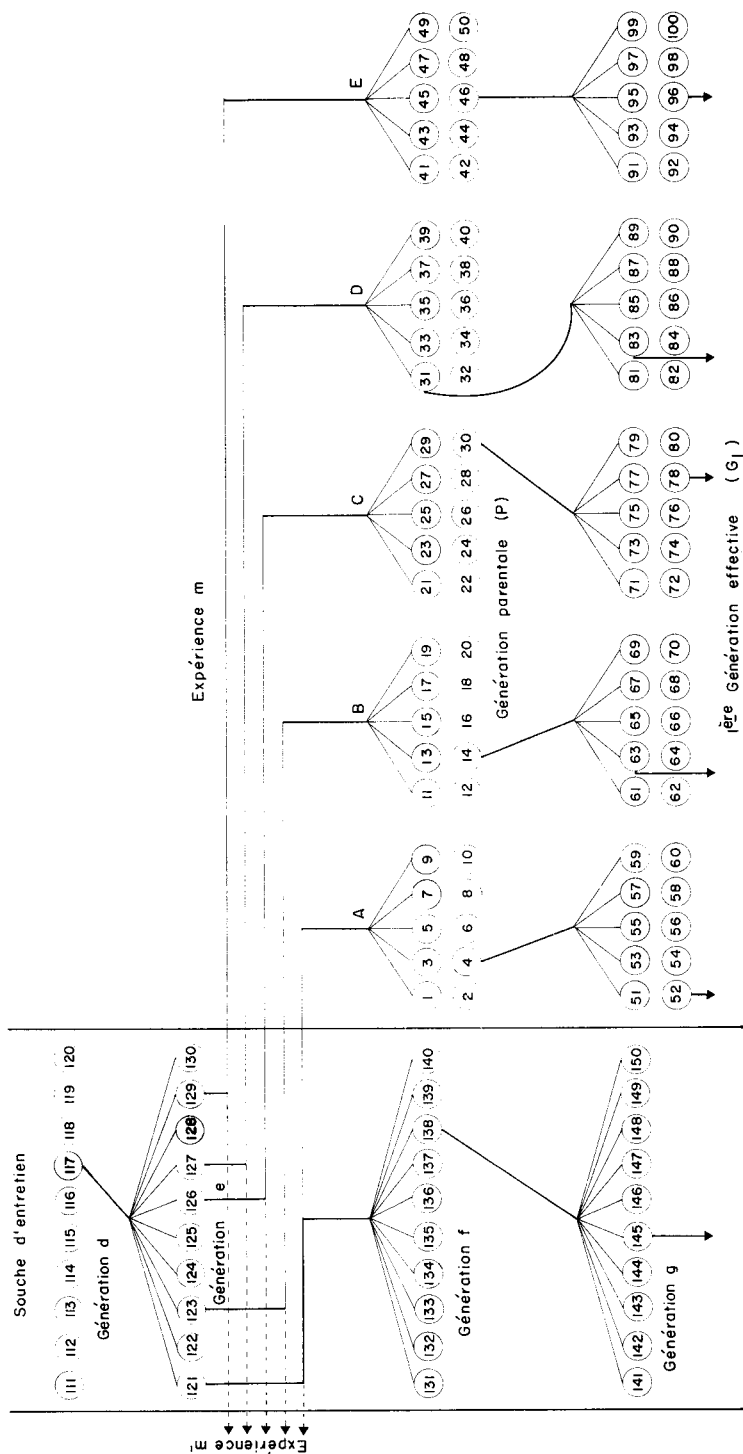 Souche d'entretien
111 112 113 114 115 116 117 118 119 120
Génération d
121 122 123 124 125 126 127 128 129 130
Génération e
Expérience m'
131 132 133 134 135 136 137 138 139 140
Génération f
141 142 143 144 145 146 147 148 149 150
Génération g
Expérience m
A B C D E
1 3 5 7 9 11 13 15 17 19 21 23 25 27 29 31 33 35 37 39 41 43 45 47 49
2 4 6 8 10 12 14 16 18 20 22 24 26 28 30 32 34 36 38 40 42 44 46 48 50
Génération parentale (P)
51 53 55 57 59 61 63 65 67 69 71 73 75 77 79 81 83 85 87 89 91 93 95 97 99
52 54 56 58 60 62 64 66 68 70 72 74 76 78 80 82 84 86 88 90 92 94 96 98 100
1ère Génération effective (G1)